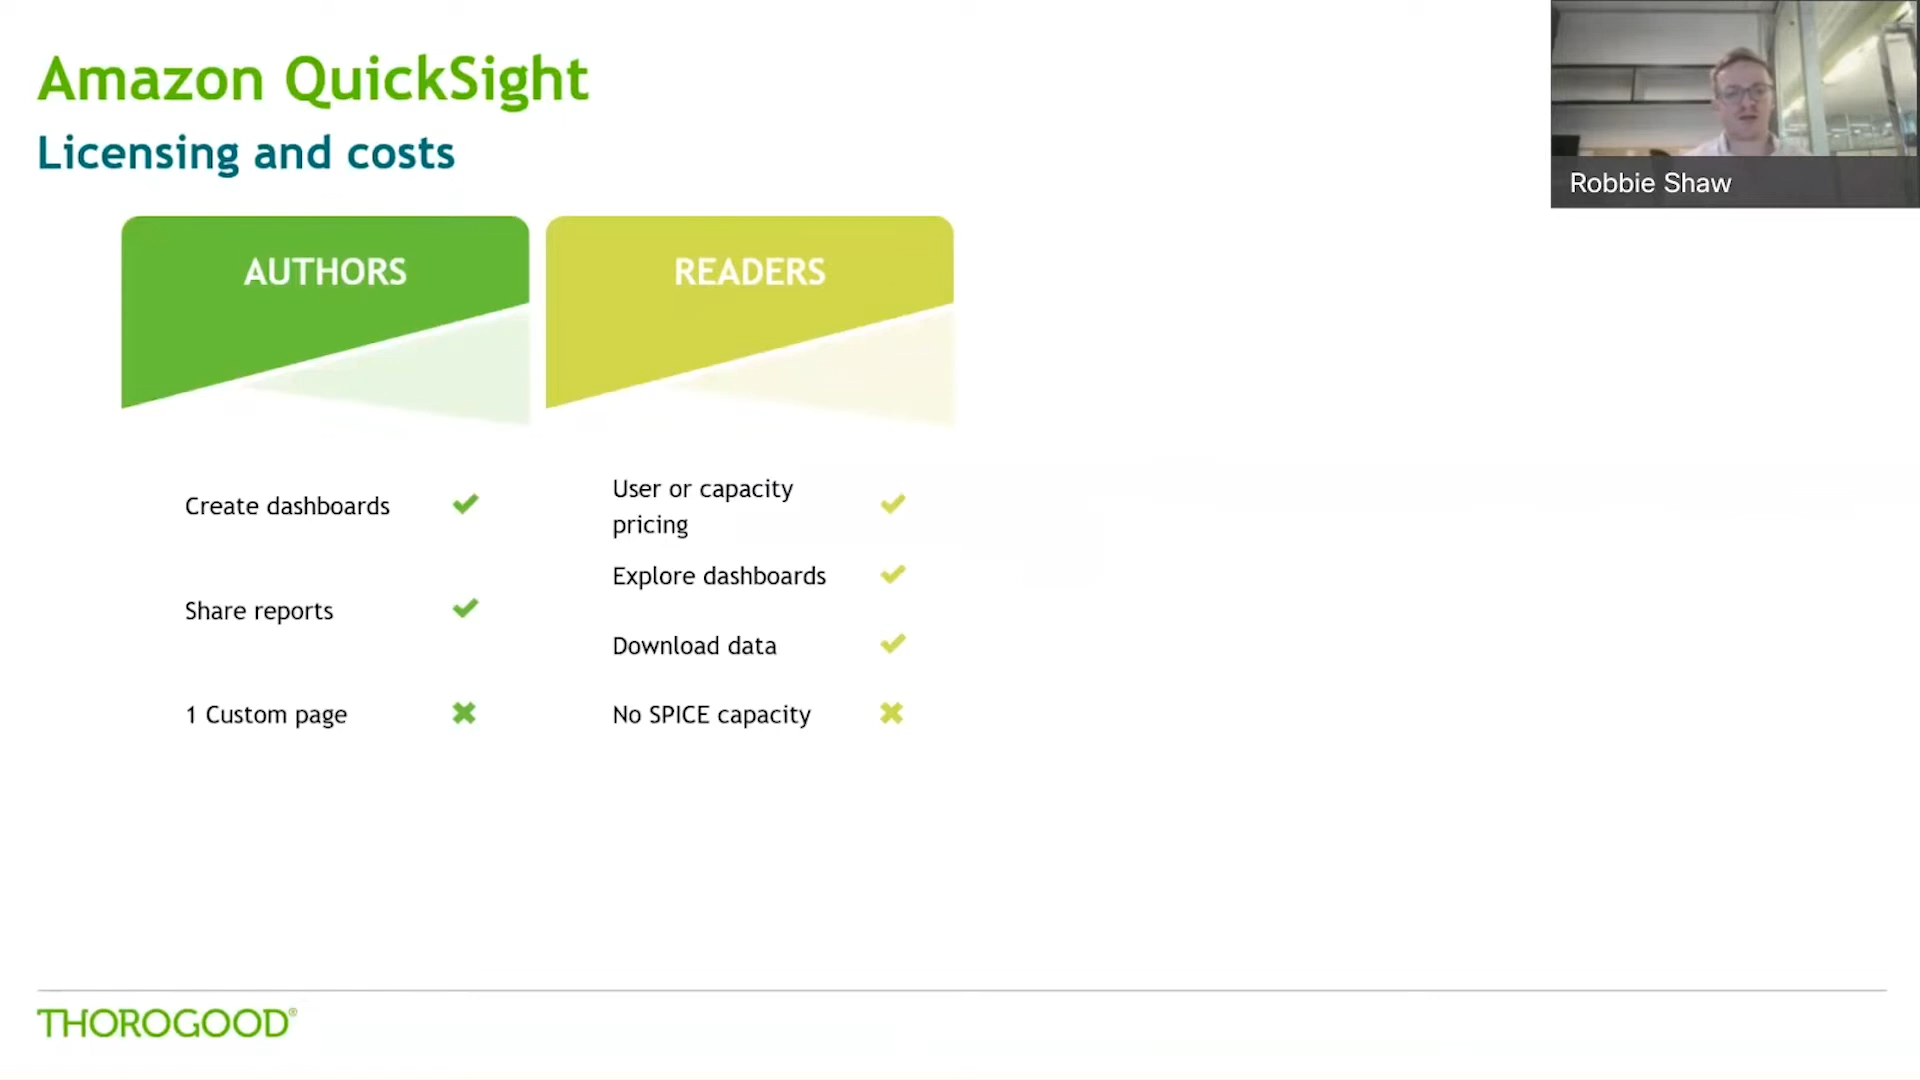 Amazon QuickSight
Licensing and costs
Robbie Shaw
AUTHORS
Create dashboards
Share reports
1 Custom page
READERS
User or capacity
pricing
Explore dashboards
Download data
No SPICE capacity
THOROGOOD®